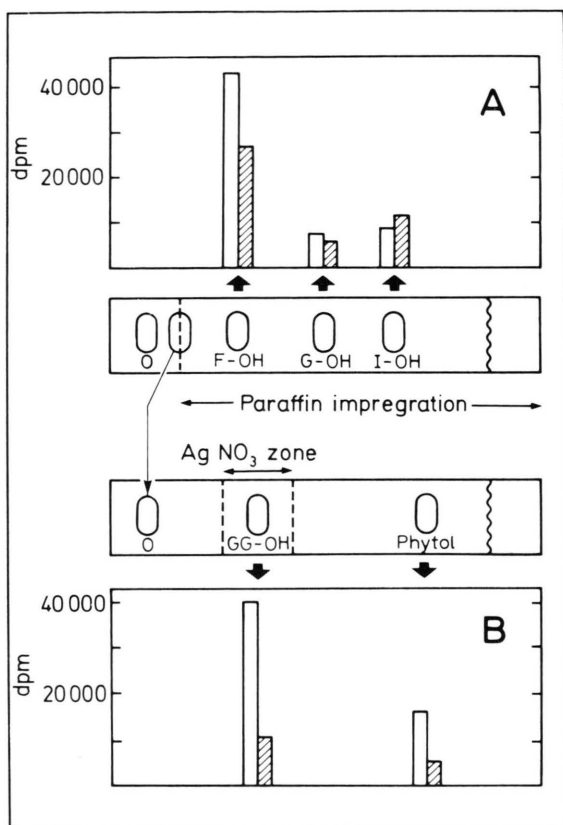 A
40 000
20 000
dpm
O F-OH G-OH I-OH
Paraffin impregration
Ag NO₃ zone
O GG-OH Phytol
40 000
20 000
dpm
B